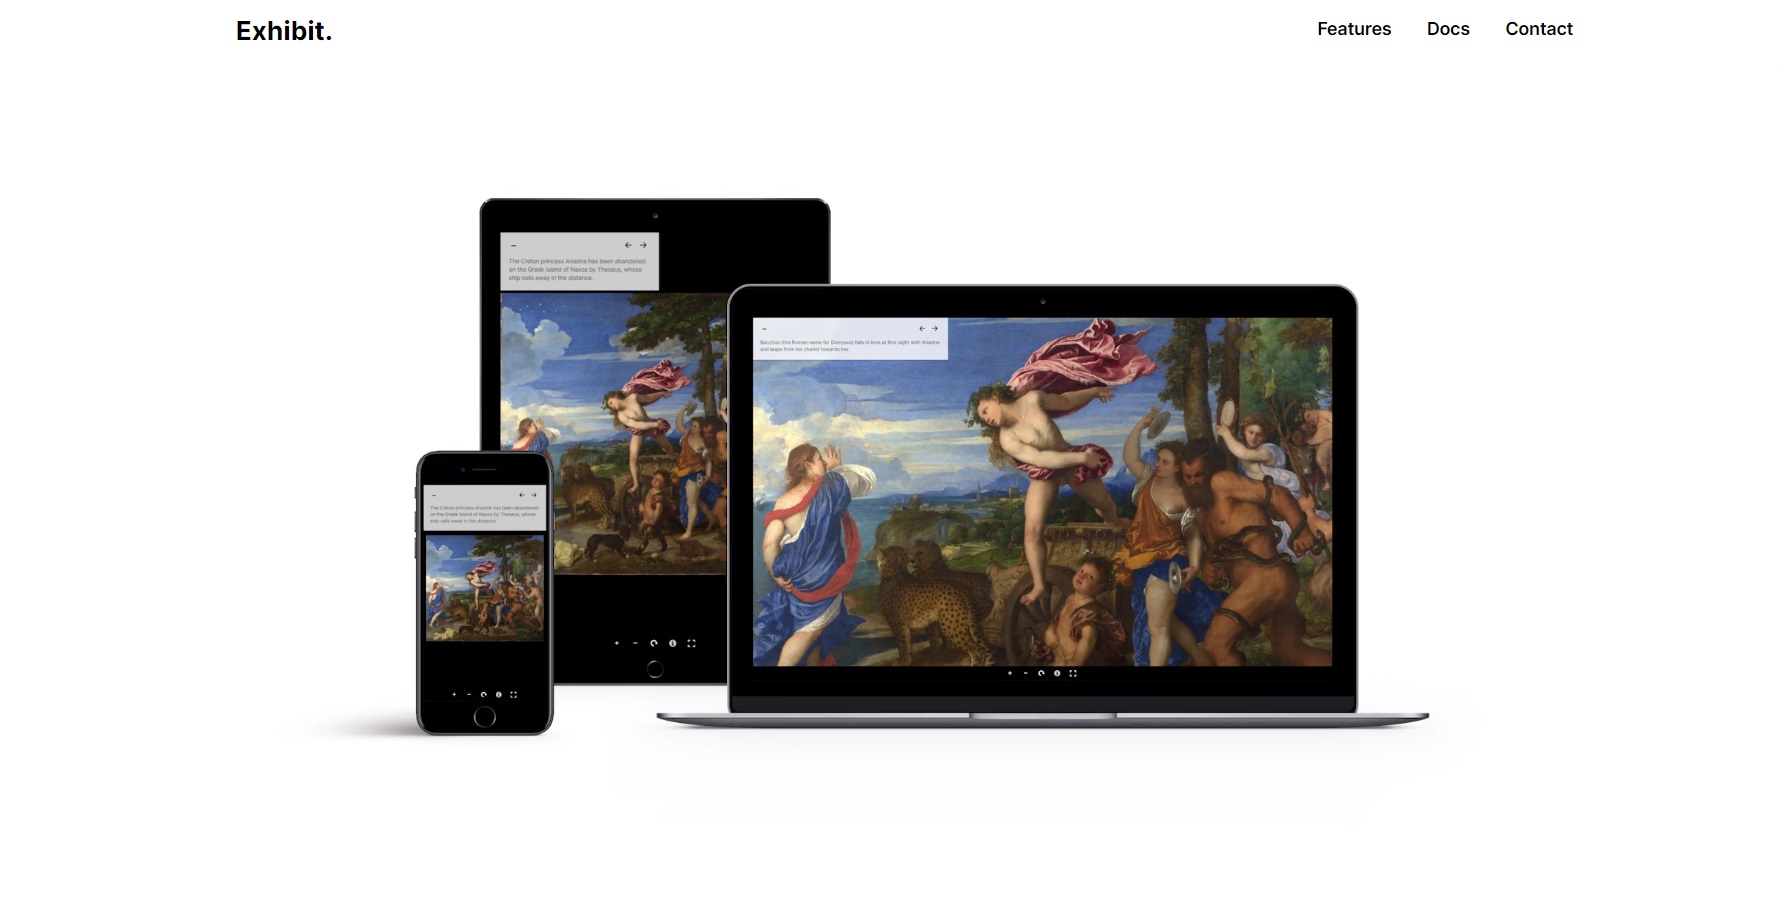 Exhibit.
Features Docs Contact
The Cretan princess Ariadne has been abandoned
on the Greek island of Naxos by Theseus, whose
ship sails away in the distance.
Bacchus (the Roman name for Dionysus) falls in love at first sight with Ariadne
and leaps from his chariot towards her.
The Cretan princess Ariadne has been abandoned
on the Greek island of Naxos by Theseus, whose
ship sails away in the distance.